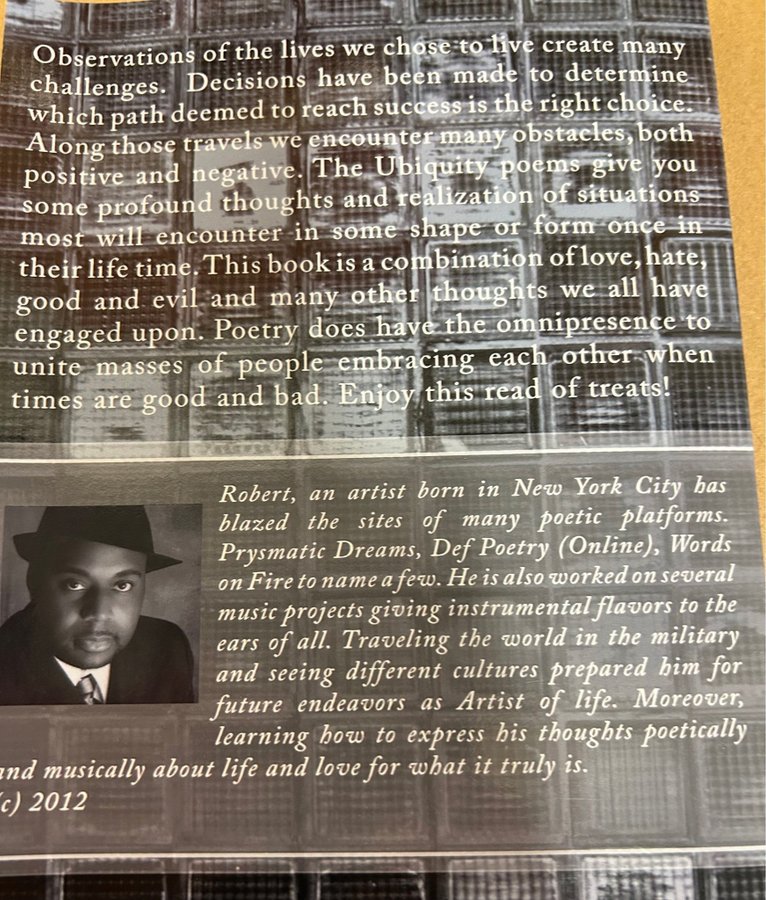 Observations of the lives we chose to live create many
challenges. Decisions have been made to determine
which path deemed to reach success is the right choice.
Along those travels we encounter many obstacles, both
positive and negative. The Ubiquity poems give you
some profound thoughts and realization of situations
most will encounter in some shape or form once in
their life time. This book is a combination of love, hate,
good and evil and many other thoughts we all have
engaged upon. Poetry does have the omnipresence to
unite masses of people embracing each other when
times are good and bad. Enjoy this read of treats!
Robert, an artist born in New York City has
blazed the sites of many poetic platforms.
Prysmatic Dreams, Def Poetry (Online), Words
on Fire to name a few. He is also worked on several
music projects giving instrumental flavors to the
ears of all. Traveling the world in the military
and seeing different cultures prepared him for
future endeavors as Artist of life. Moreover,
learning how to express his thoughts poetically
and musically about life and love for what it truly is.
(c) 2012